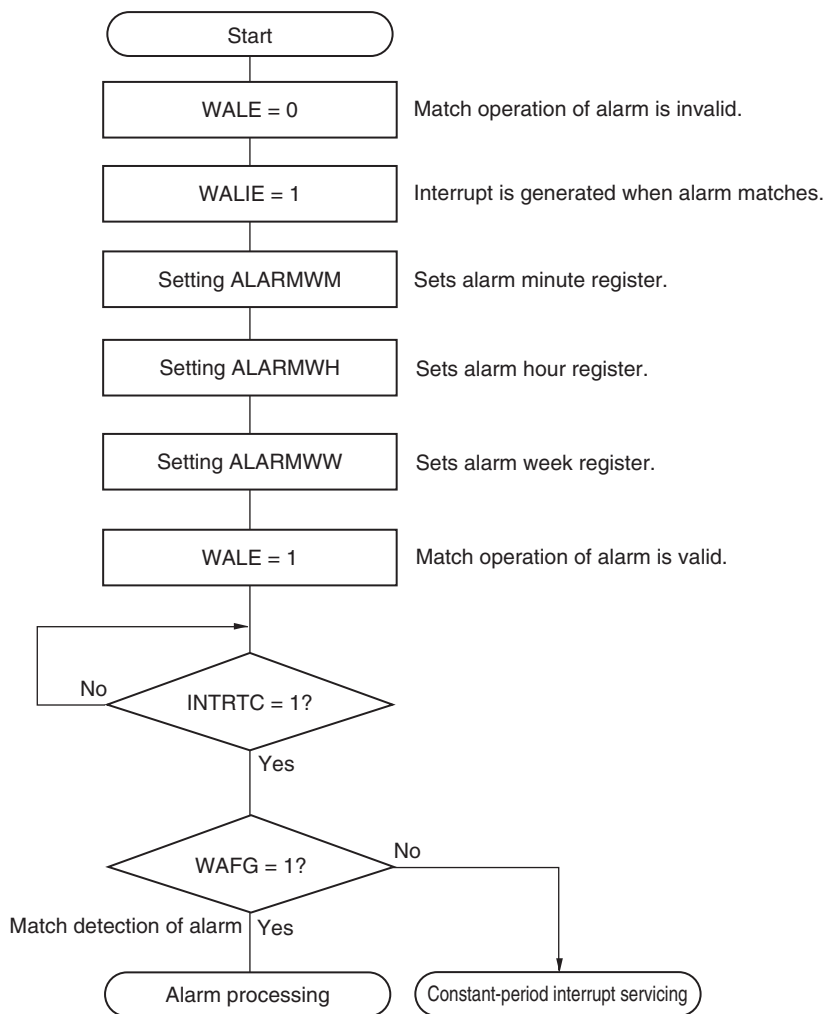 Start
WALE = 0
Match operation of alarm is invalid.
WALIE = 1
Interrupt is generated when alarm matches.
Setting ALARMWM
Sets alarm minute register.
Setting ALARMWH
Sets alarm hour register.
Setting ALARMWW
Sets alarm week register.
WALE = 1
Match operation of alarm is valid.
No
INTRTC = 1?
Yes
WAFG = 1?
No
Match detection of alarm
Yes
Alarm processing
Constant-period interrupt servicing